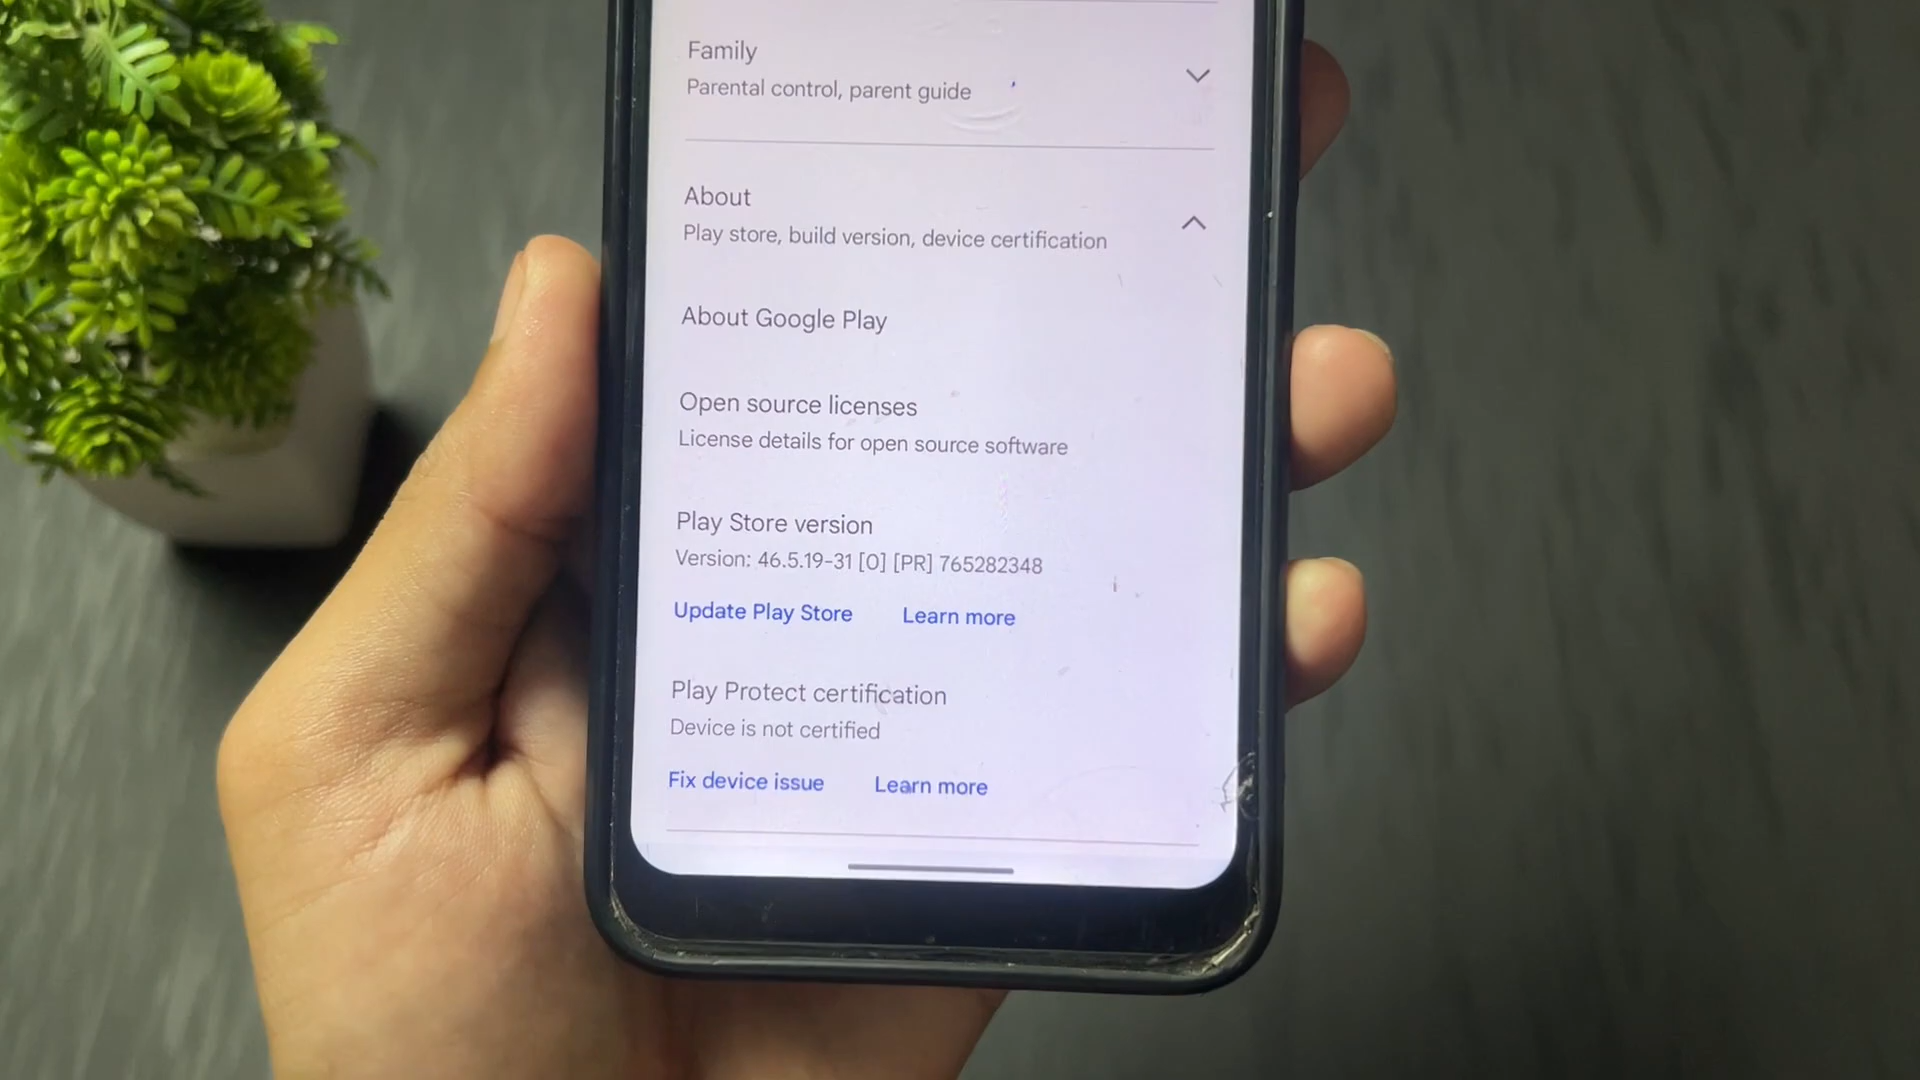 Family
Parental control, parent guide
About
Play store, build version, device certification
About Google Play
Open source licenses
License details for open source software
Play Store version
Version: 46.5.19-31 [0] [PR] 765282348
Update Play Store Learn more
Play Protect certification
Device is not certified
Fix device issue Learn more